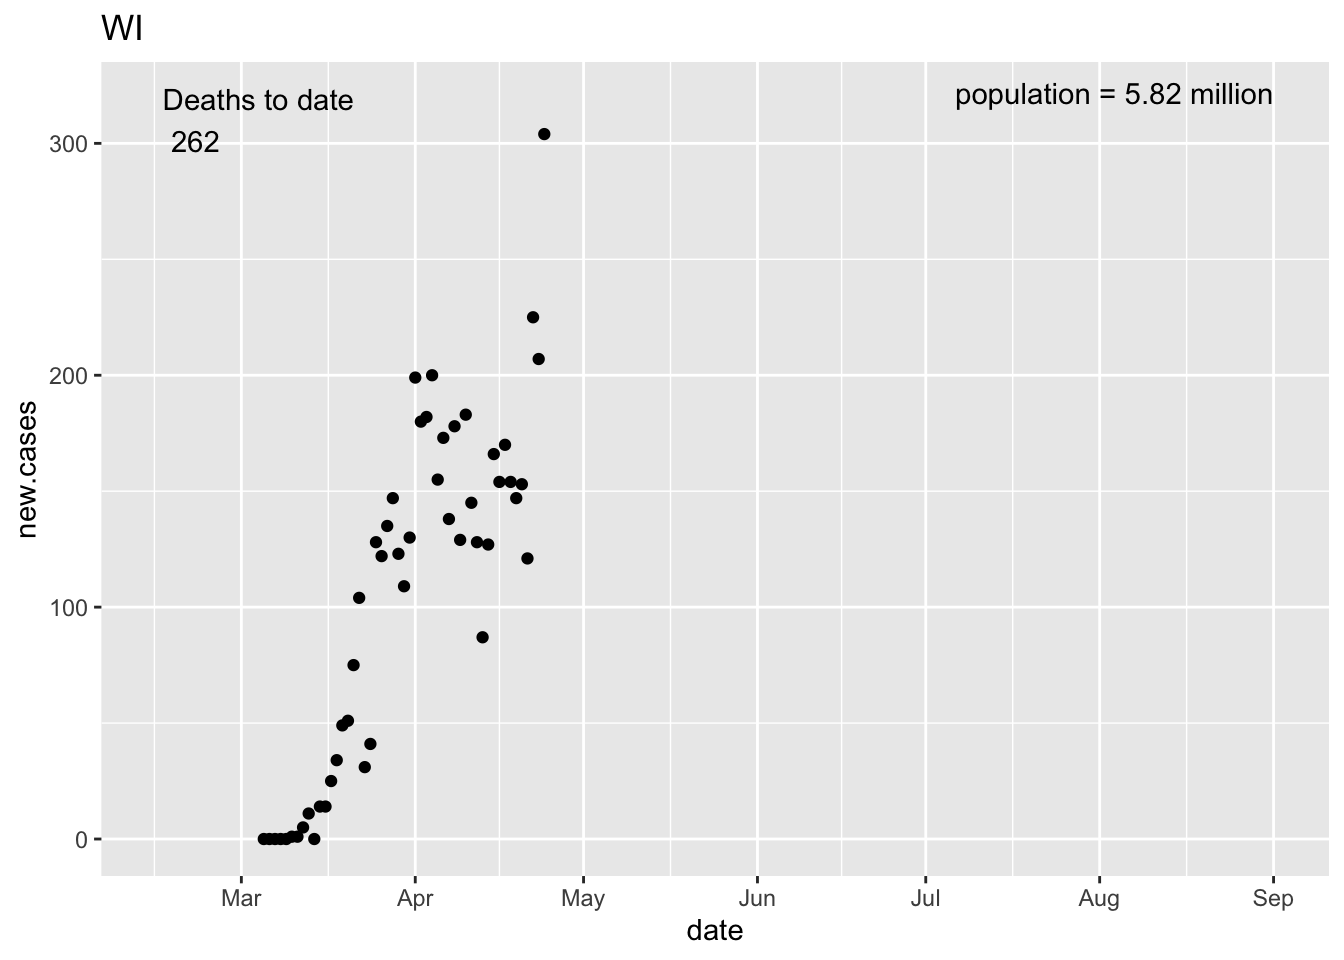 WI
Deaths to date
262
population = 5.82 million
300
200
100
0
new.cases
Mar Apr May Jun Jul Aug Sep
date